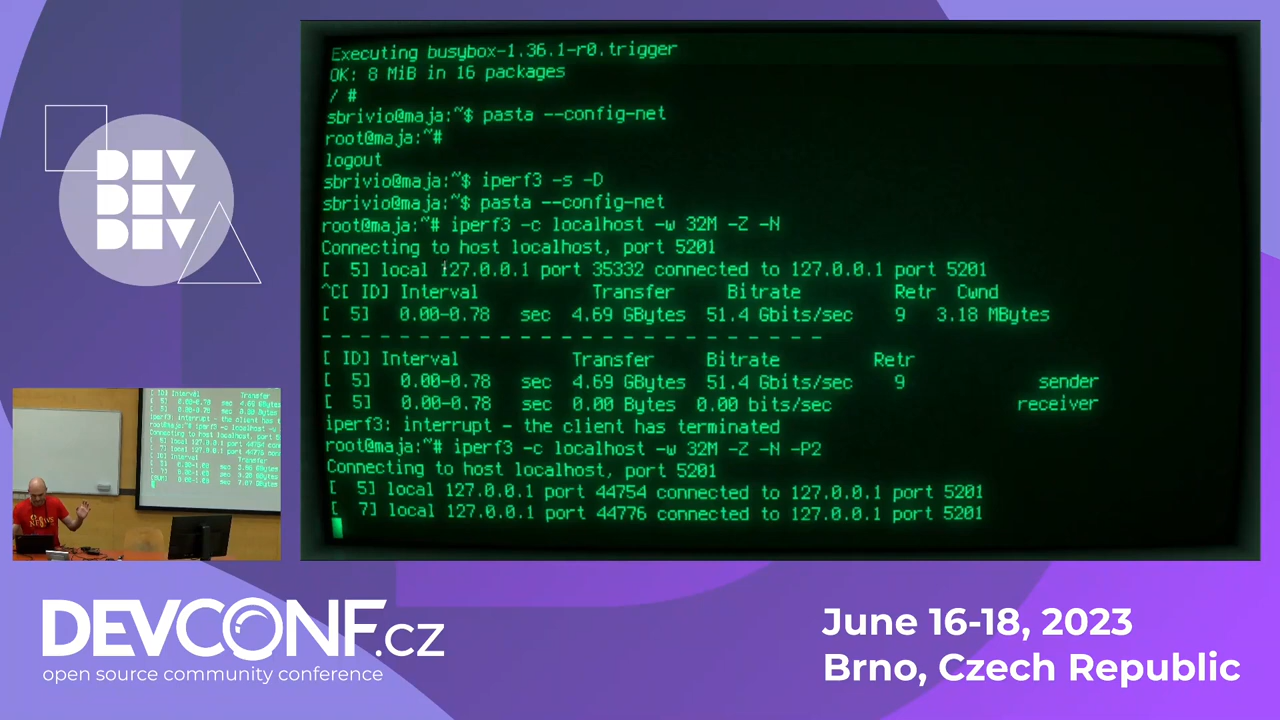 DEV
DEV
DEV
Executing busybox-1.36.1-r0.trigger
OK: 8 MiB in 16 packages
/ #
sbrivio@maja:~$ pasta --config-net
root@maja:~#
logout
sbrivio@maja:~$ iperf3 -s -D
sbrivio@maja:~$ pasta --config-net
root@maja:~# iperf3 -c localhost -w 32M -Z -N
Connecting to host localhost, port 5201
[ 5] local 127.0.0.1 port 35332 connected to 127.0.0.1 port 5201
^C[ ID] Interval Transfer Bitrate Retr Cwnd
[ 5] 0.00-0.78 sec 4.69 GBytes 51.4 Gbits/sec 9 3.18 MBytes
- - - - - - - - - - - - - - - - - - - - - - - - -
[ ID] Interval Transfer Bitrate Retr
[ 5] 0.00-0.78 sec 4.69 GBytes 51.4 Gbits/sec 9 sender
[ 5] 0.00-0.78 sec 0.00 Bytes 0.00 bits/sec receiver
iperf3: interrupt - the client has terminated
root@maja:~# iperf3 -c localhost -w 32M -Z -N -P2
Connecting to host localhost, port 5201
[ 5] local 127.0.0.1 port 44754 connected to 127.0.0.1 port 5201
[ 7] local 127.0.0.1 port 44776 connected to 127.0.0.1 port 5201
DEVCONF.cz
open source community conference
June 16-18, 2023
Brno, Czech Republic